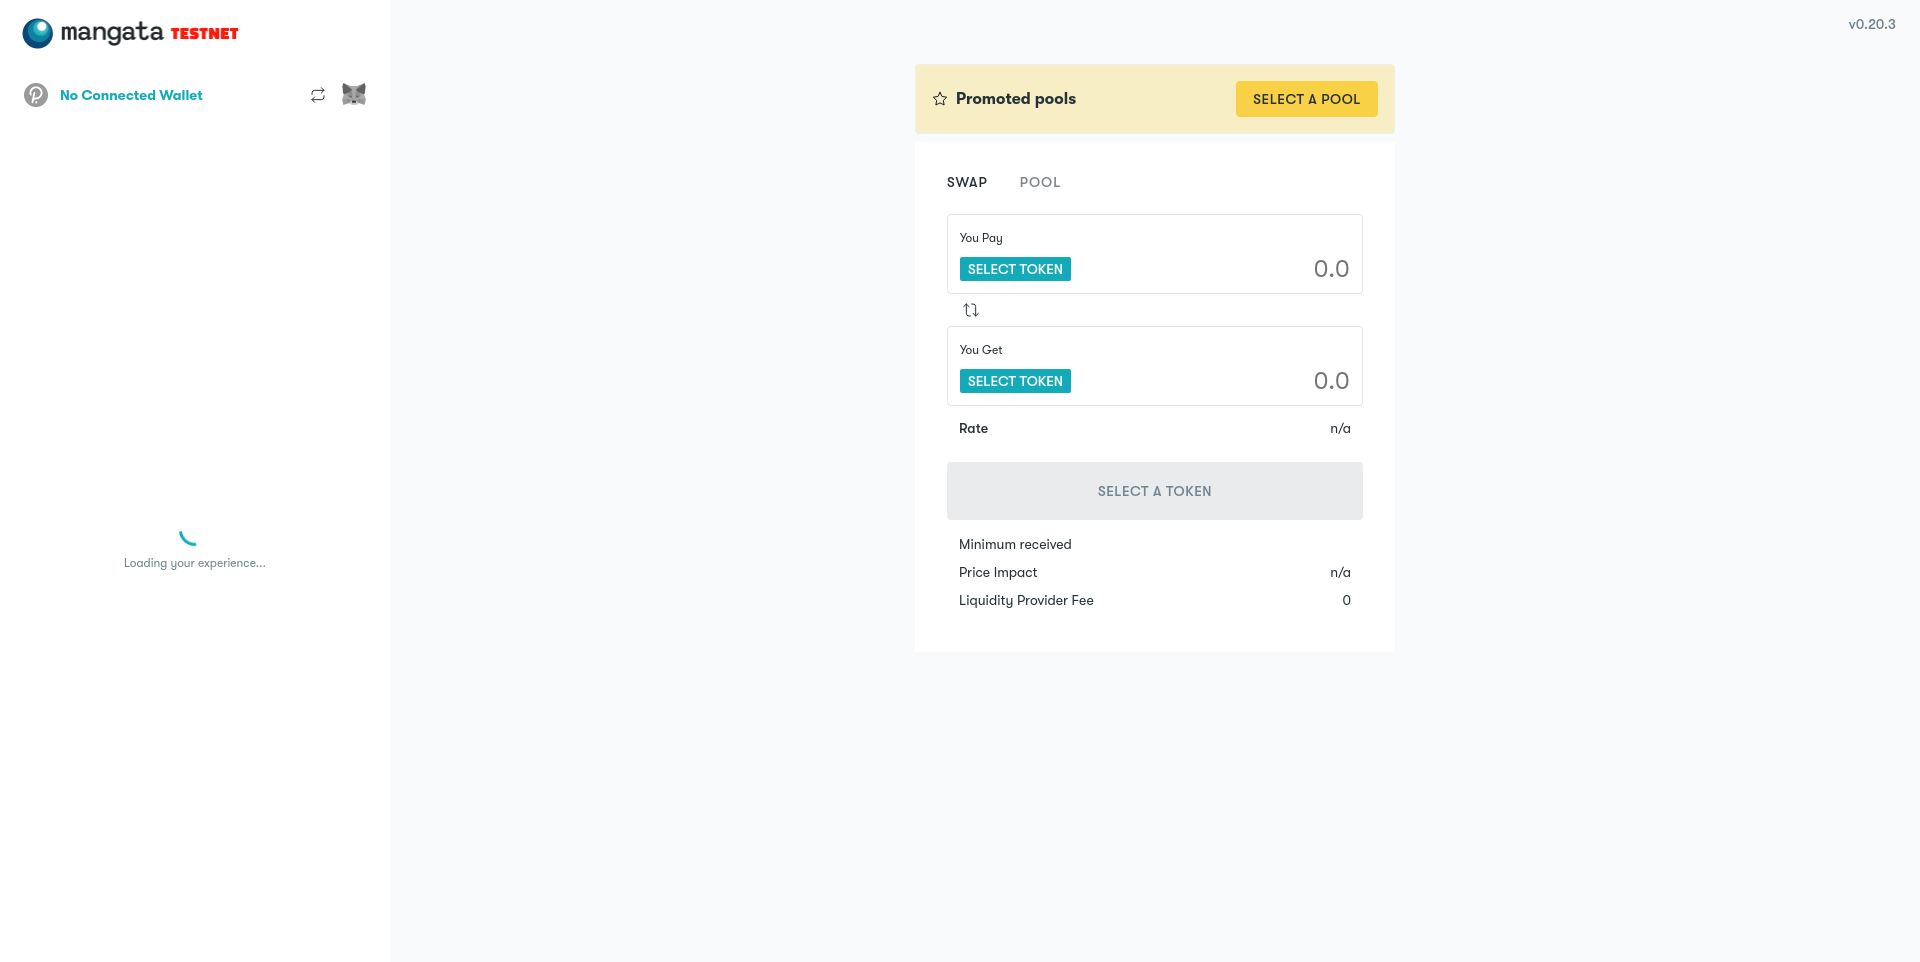 mangata TESTNET
v0.20.3
No Connected Wallet
Promoted pools
SELECT A POOL
SWAP
POOL
You Pay
SELECT TOKEN
0.0
You Get
SELECT TOKEN
0.0
Rate
n/a
SELECT A TOKEN
Minimum received
Price Impact
n/a
Liquidity Provider Fee
0
Loading your experience...